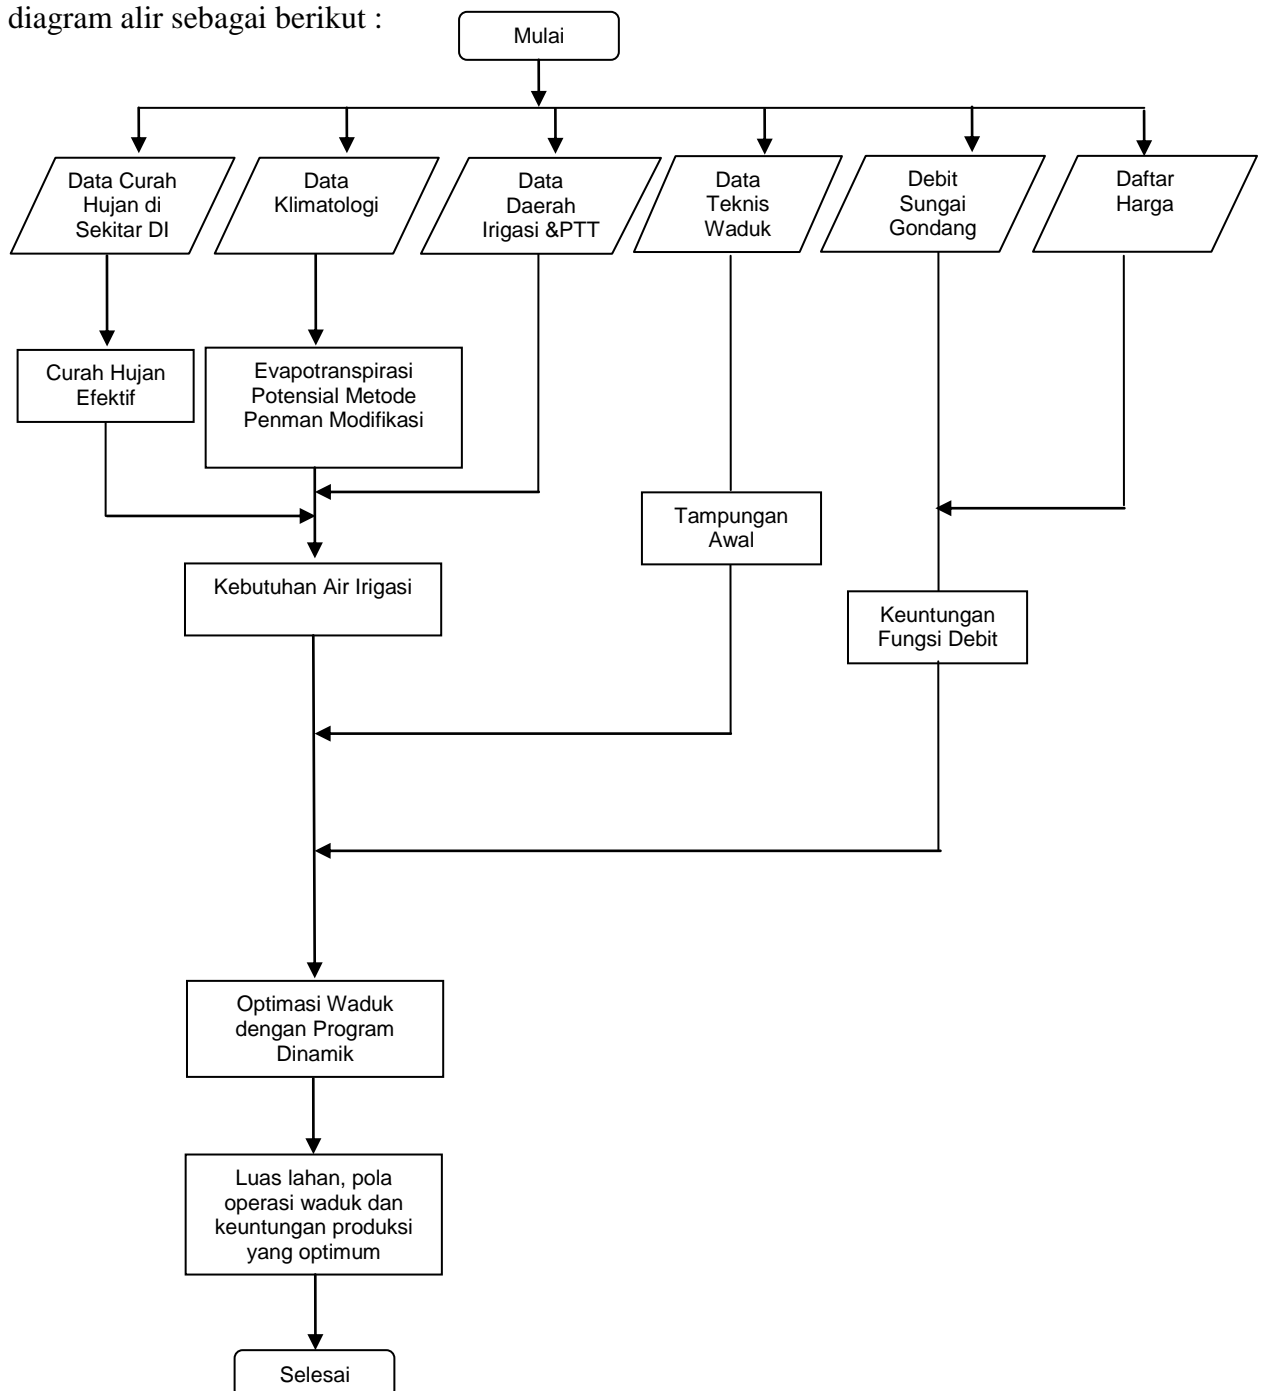 diagram alir sebagai berikut :
Mulai
Data Curah
Hujan di
Sekitar DI
Data
Klimatologi
Data
Daerah
Irigasi &PTT
Data
Teknis
Waduk
Debit
Sungai
Gondang
Daftar
Harga
Curah Hujan
Efektif
Evapotranspirasi
Potensial Metode
Penman Modifikasi
Tampungan
Awal
Kebutuhan Air Irigasi
Keuntungan
Fungsi Debit
Optimasi Waduk
dengan Program
Dinamik
Luas lahan, pola
operasi waduk dan
keuntungan produksi
yang optimum
Selesai